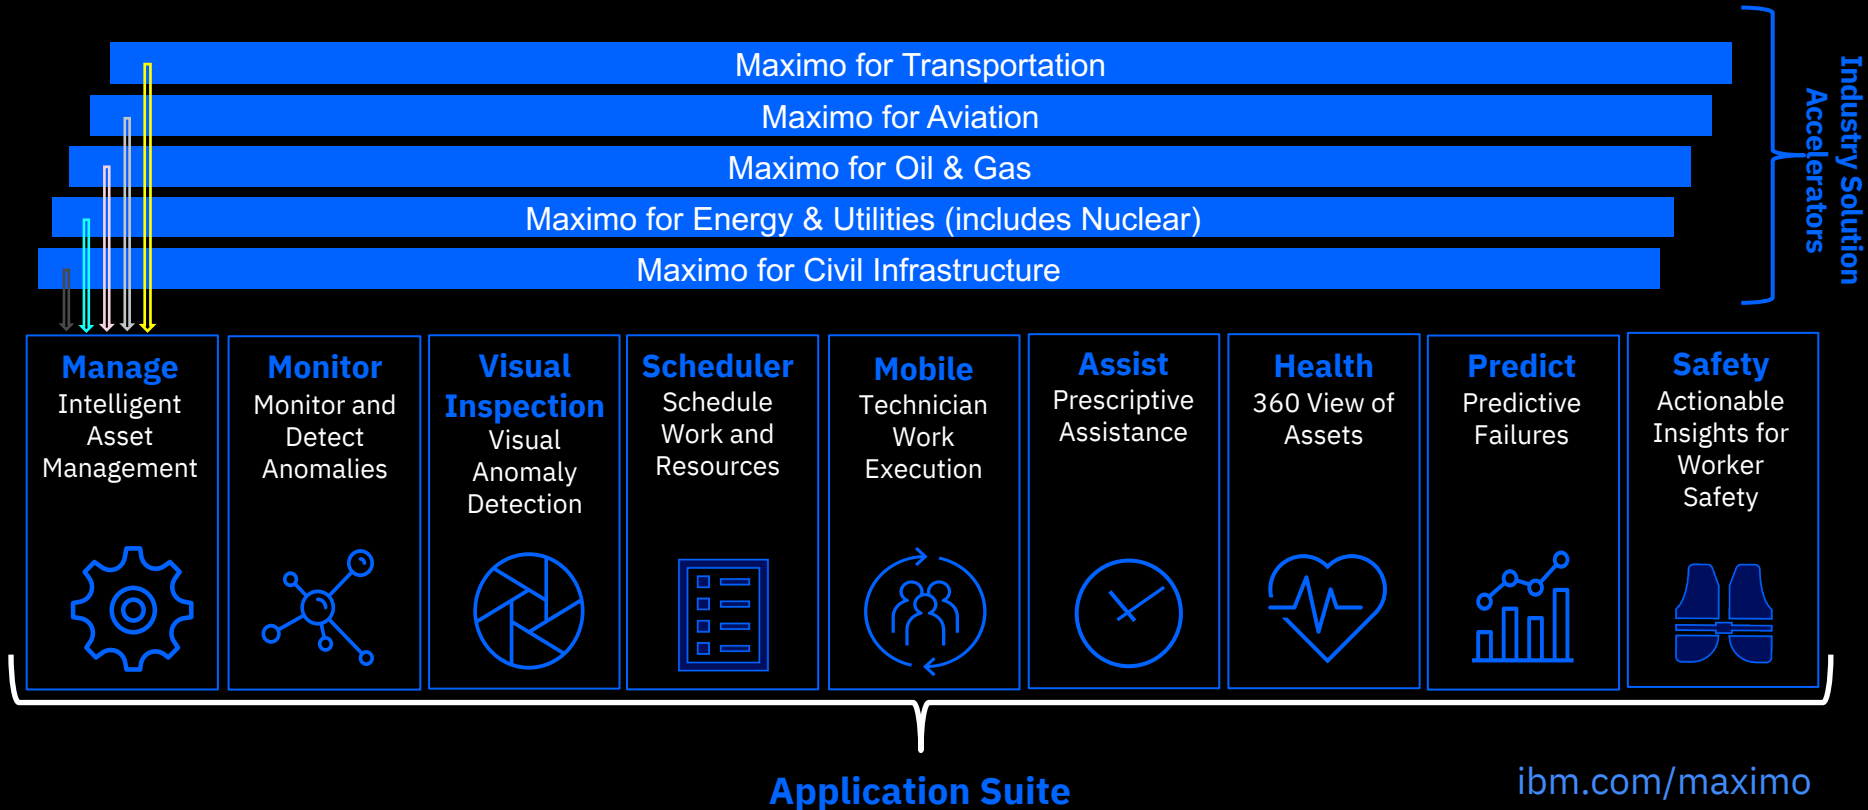 Maximo for Transportation
Maximo for Aviation
Maximo for Oil & Gas
Maximo for Energy & Utilities (includes Nuclear)
Maximo for Civil Infrastructure
Industry Solution
Accelerators
Manage
Intelligent
Asset
Management
Monitor
Monitor and
Detect
Anomalies
Visual
Inspection
Visual
Anomaly
Detection
Scheduler
Schedule
Work and
Resources
Mobile
Technician
Work
Execution
Assist
Prescriptive
Assistance
Health
360 View of
Assets
Predict
Predictive
Failures
Safety
Actionable
Insights for
Worker
Safety
Application Suite
ibm.com/maximo